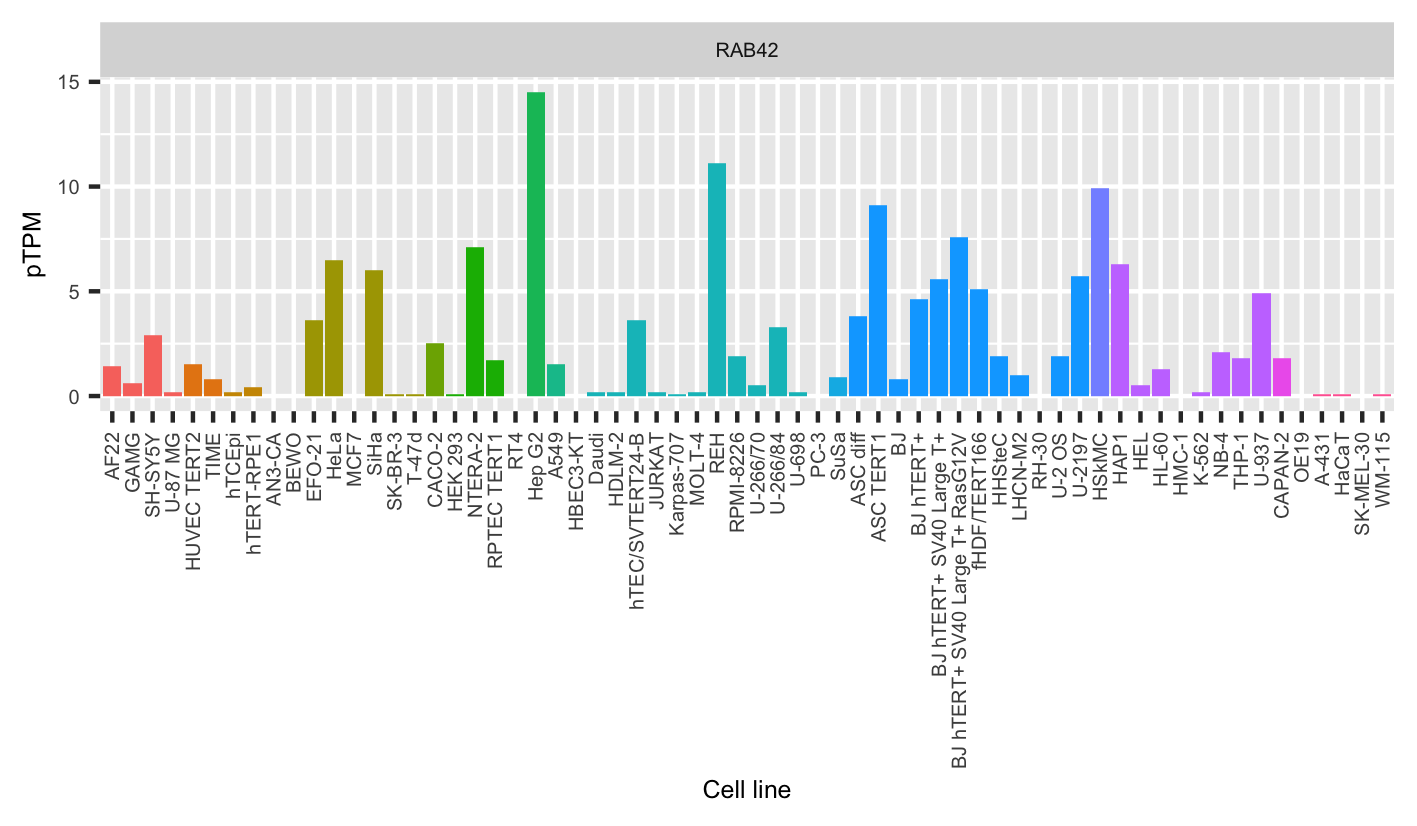 RAB42
15
10
5
0
pTPM
AF22
GAMG
SH-SY5Y
U-87 MG
HUVEC TERT2
TIME
hTCEpi
hTERT-RPE1
AN3-CA
BEWO
EFO-21
HeLa
MCF7
SiHa
SK-BR-3
T-47d
CACO-2
HEK 293
NTERA-2
RPTEC TERT1
RT4
Hep G2
A549
HBEC3-KT
Daudi
HDLM-2
hTEC/SVTERT24-B
JURKAT
Karpas-707
MOLT-4
REH
RPMI-8226
U-266/70
U-266/84
U-698
PC-3
SuSa
ASC diff
ASC TERT1
BJ
BJ hTERT+
BJ hTERT+ SV40 Large T+
BJ hTERT+ SV40 Large T+ RasG12V
fHDF/TERT166
HHSteC
LHCN-M2
RH-30
U-2 OS
U-2197
HSkMC
HAP1
HEL
HL-60
HMC-1
K-562
NB-4
THP-1
U-937
CAPAN-2
OE19
A-431
HaCaT
SK-MEL-30
WM-115
Cell line